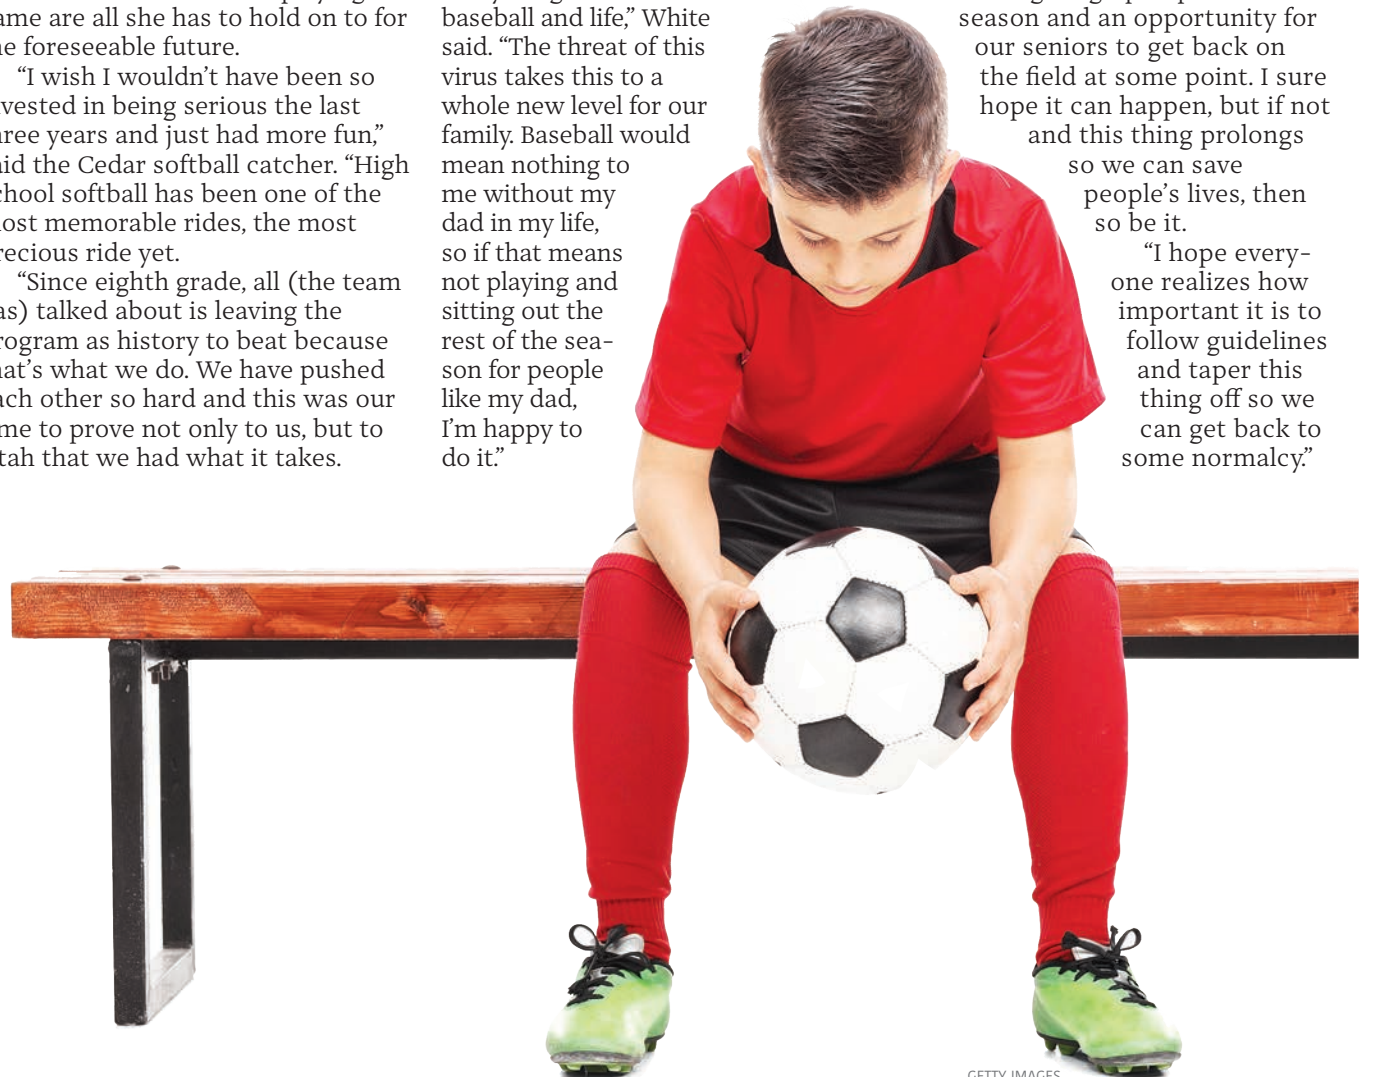 ame are all she has to hold on to for
e foreseeable future.
“I wish I wouldn’t have been so
vested in being serious the last
ree years and just had more fun,”
id the Cedar softball catcher. “High
chool softball has been one of the
ost memorable rides, the most
recious ride yet.
“Since eighth grade, all (the team
as) talked about is leaving the
rogram as history to beat because
at’s what we do. We have pushed
ach other so hard and this was our
me to prove not only to us, but to
tah that we had what it takes.
baseball and life,” White
said. “The threat of this
virus takes this to a
whole new level for our
family. Baseball would
mean nothing to
me without my
dad in my life,
so if that means
not playing and
sitting out the
rest of the sea-
son for people
like my dad,
I’m happy to
do it.”
season and an opportunity for
our seniors to get back on
the field at some point. I sure
hope it can happen, but if not
and this thing prolongs
so we can save
people’s lives, then
so be it.
“I hope every-
one realizes how
important it is to
follow guidelines
and taper this
thing off so we
can get back to
some normalcy.”
GETTY IMAGES